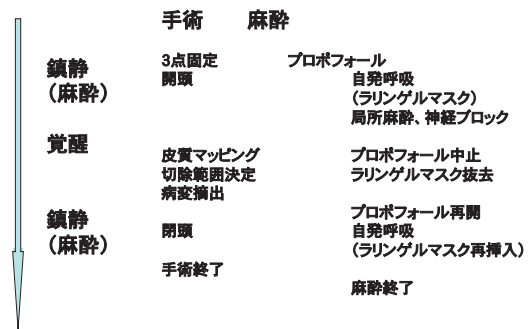 手術 麻酔
鎮静
（麻酔）
3点固定 プロポフォール
開頭 自発呼吸
（ラリンゲルマスク）
局所麻酔、神経ブロック
覚醒
皮質マッピング プロポフォール中止
切除範囲決定 ラリンゲルマスク抜去
病変摘出
鎮静
（麻酔）
プロポフォール再開
閉頭 自発呼吸
（ラリンゲルマスク再挿入）
手術終了
麻酔終了